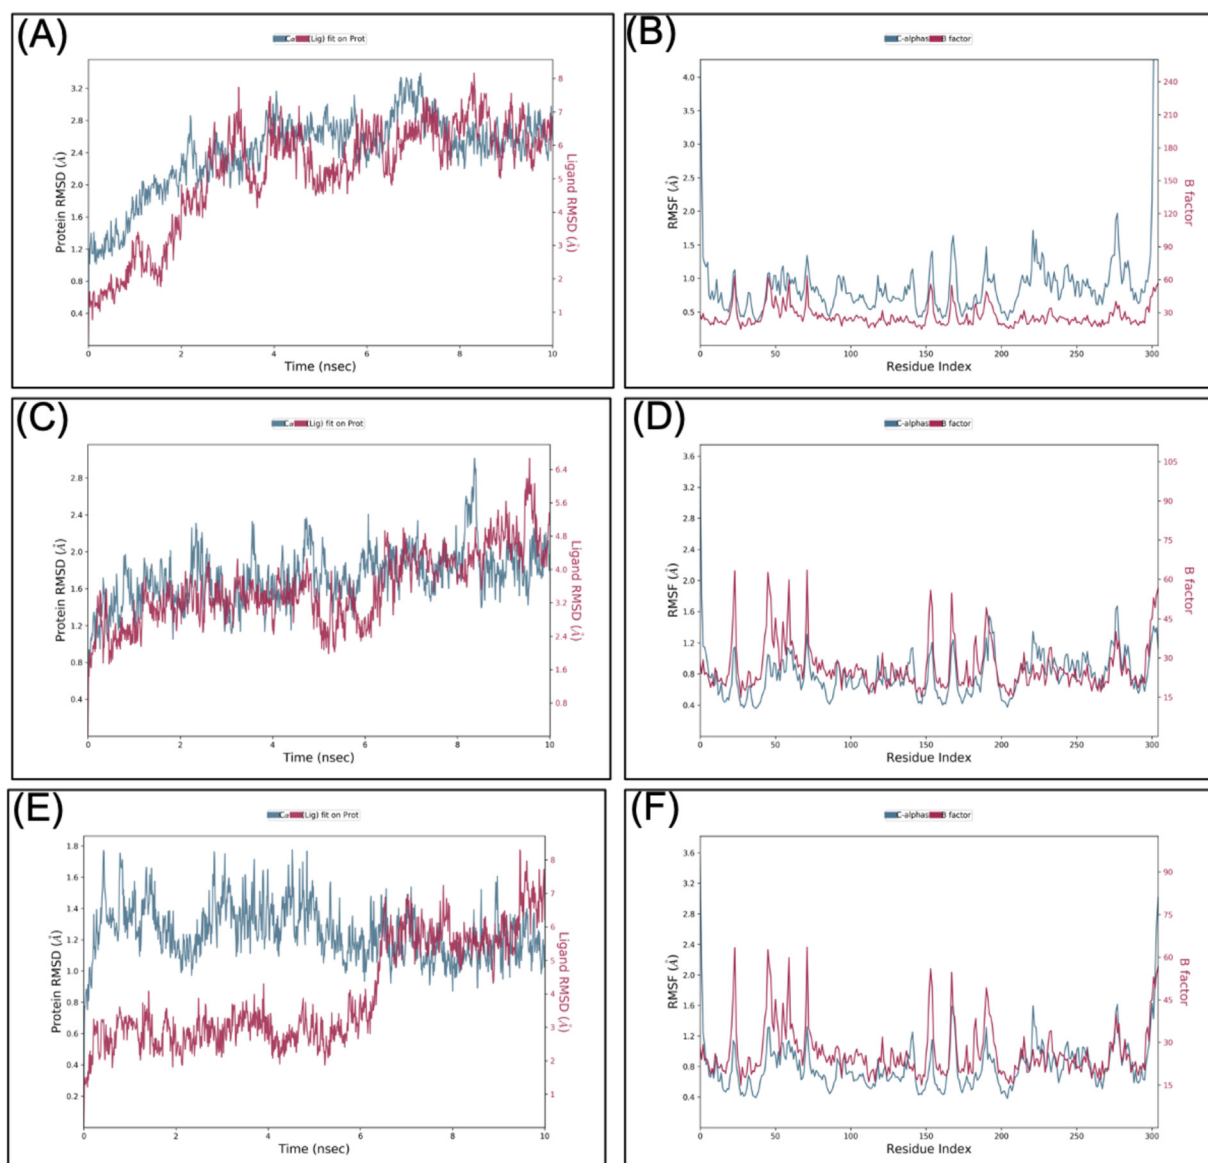 (A)
Cα (Lig) fit on Prot
3.2
2.8
2.4
2.0
1.6
1.2
0.8
0.4
Protein RMSD (Å)
8
7
6
5
4
3
2
1
Ligand RMSD (Å)
0 2 4 6 8 10
Time (nsec)
(B)
C-alphas B factor
4.0
3.5
3.0
2.5
2.0
1.5
1.0
0.5
RMSF (Å)
240
210
180
150
120
90
60
30
B factor
0 50 100 150 200 250 300
Residue Index
(C)
Cα (Lig) fit on Prot
2.8
2.4
2.0
1.6
1.2
0.8
0.4
Protein RMSD (Å)
6.4
5.6
4.8
4.0
3.2
2.4
1.6
0.8
Ligand RMSD (Å)
0 2 4 6 8 10
Time (nsec)
(D)
C-alphas B factor
3.6
3.2
2.8
2.4
2.0
1.6
1.2
0.8
0.4
RMSF (Å)
105
90
75
60
45
30
15
B factor
0 50 100 150 200 250 300
Residue Index
(E)
Cα (Lig) fit on Prot
1.8
1.6
1.4
1.2
1.0
0.8
0.6
0.4
0.2
Protein RMSD (Å)
8
7
6
5
4
3
2
1
Ligand RMSD (Å)
0 2 4 6 8 10
Time (nsec)
(F)
C-alphas B factor
3.6
3.2
2.8
2.4
2.0
1.6
1.2
0.8
0.4
RMSF (Å)
90
75
60
45
30
15
B factor
0 50 100 150 200 250 300
Residue Index